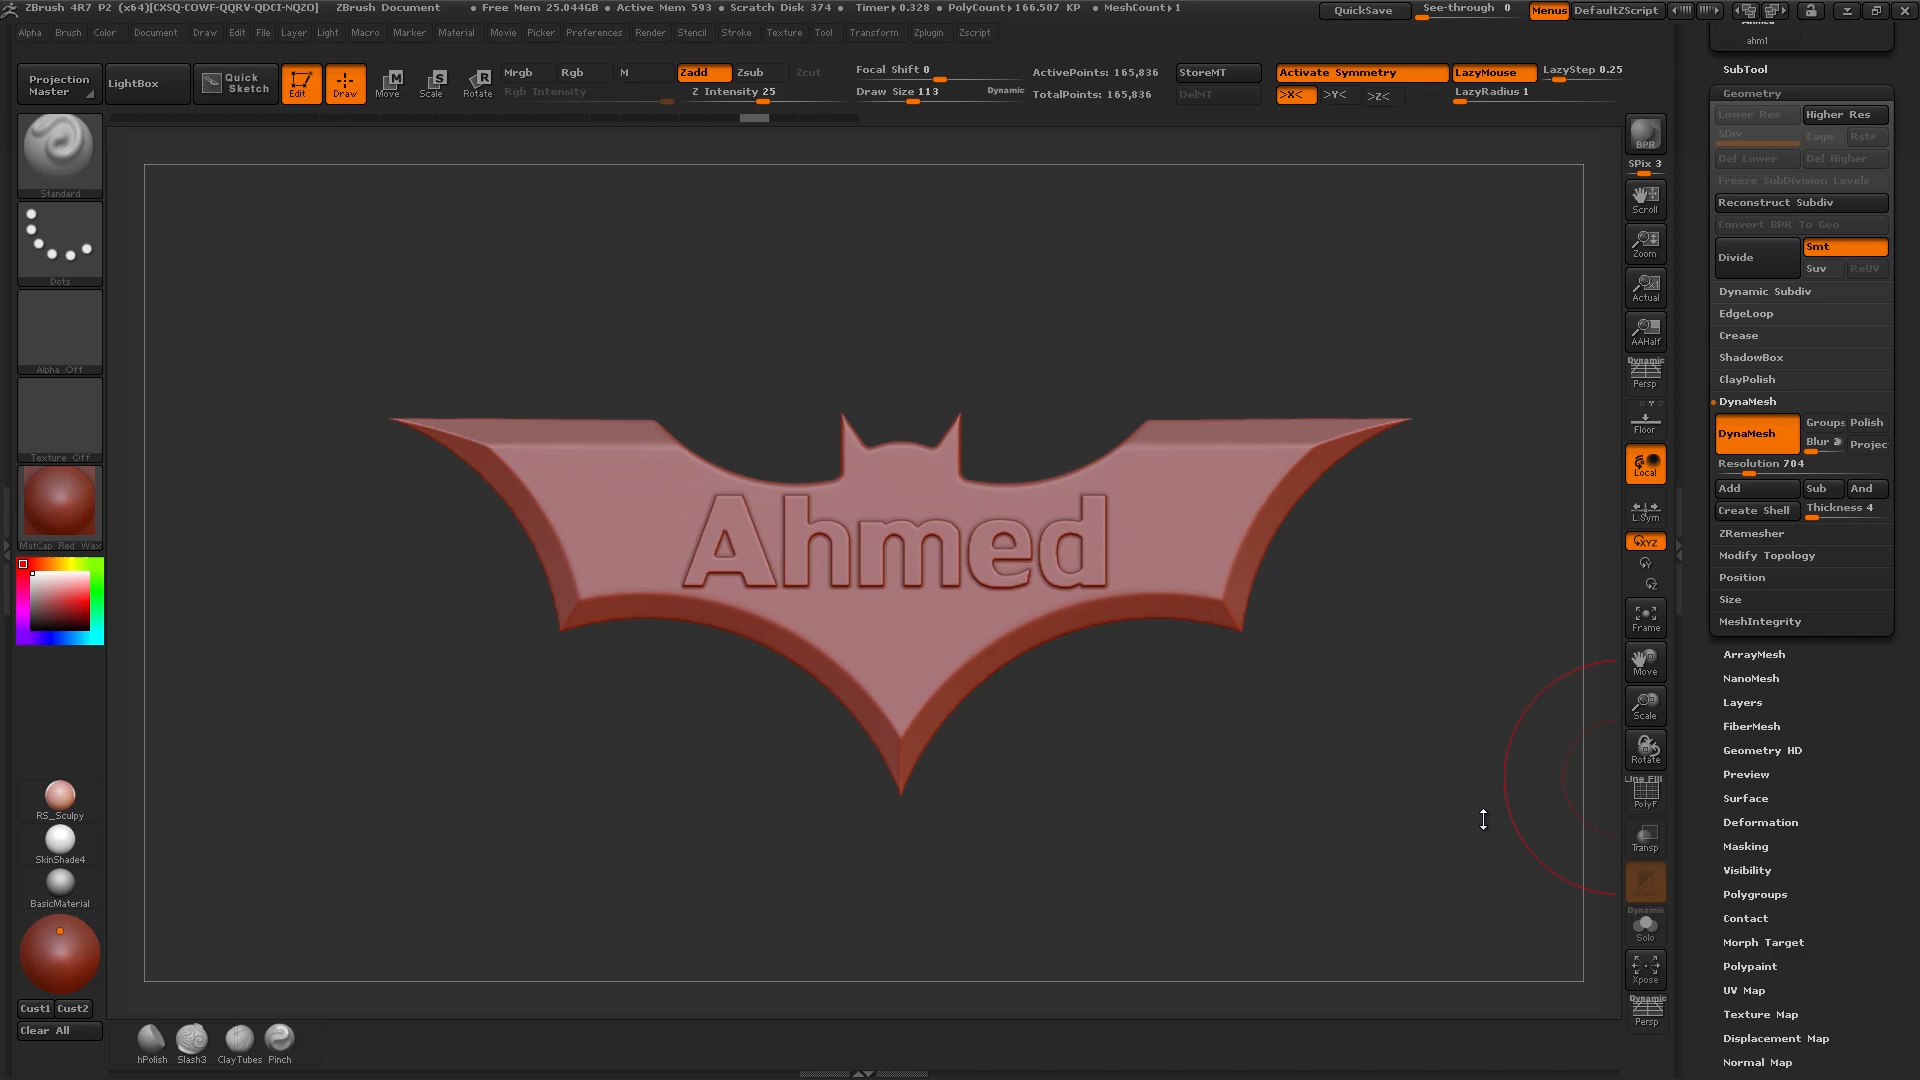 ZBrush 4R7 P2 (x64)[CXSQ-COWF-QQRV-QDCI-NQZO] ZBrush Document • Free Mem 25.044GB • Active Mem 593 • Scratch Disk 374 • Timer▸0.328 • PolyCount▸166.507 KP • MeshCount▸1 QuickSave See-through 0 Menus DefaultZScript
Alpha Brush Color Document Draw Edit File Layer Light Macro Marker Material Movie Picker Preferences Render Stencil Stroke Texture Tool Transform Zplugin Zscript
ahm1
Projection Master
LightBox
Quick Sketch
Edit
Draw
Move
Scale
Rotate
Mrgb Rgb M
Rgb Intensity
Zadd Zsub Zcut
Z Intensity 25
Focal Shift 0
Draw Size 113 Dynamic
ActivePoints: 165,836
TotalPoints: 165,836
StoreMT
DelMT
Activate Symmetry
>X< >Y< >Z<
LazyMouse LazyStep 0.25
LazyRadius 1
Standard
Dots
Alpha Off
Texture Off
MatCap Red Wax
RS_Sculpy
SkinShade4
BasicMaterial
Cust1 Cust2
Clear All
Ahmed
hPolish Slash3 ClayTubes Pinch
BPR
SPix 3
Scroll
Zoom
Actual
AAHalf
Dynamic
Persp
Floor
Local
L.Sym
XYZ
Y
Z
Frame
Move
Scale
Rotate
Line Fill
PolyF
Transp
Ghost
Dynamic
Solo
Xpose
Dynamic
Persp
SubTool
Geometry
Lower Res Higher Res
SDiv Cage Rstr
Del Lower Del Higher
Freeze SubDivision Levels
Reconstruct Subdiv
Convert BPR To Geo
Divide Smt
Suv ReUV
Dynamic Subdiv
EdgeLoop
Crease
ShadowBox
ClayPolish
DynaMesh
DynaMesh Groups Polish
Blur 2 Projec
Resolution 704
Add Sub And
Create Shell Thickness 4
ZRemesher
Modify Topology
Position
Size
MeshIntegrity
ArrayMesh
NanoMesh
Layers
FiberMesh
Geometry HD
Preview
Surface
Deformation
Masking
Visibility
Polygroups
Contact
Morph Target
Polypaint
UV Map
Texture Map
Displacement Map
Normal Map